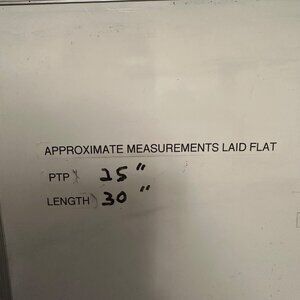 APPROXIMATE MEASUREMENTS LAID FLAT
PTP 25"
LENGTH 30"